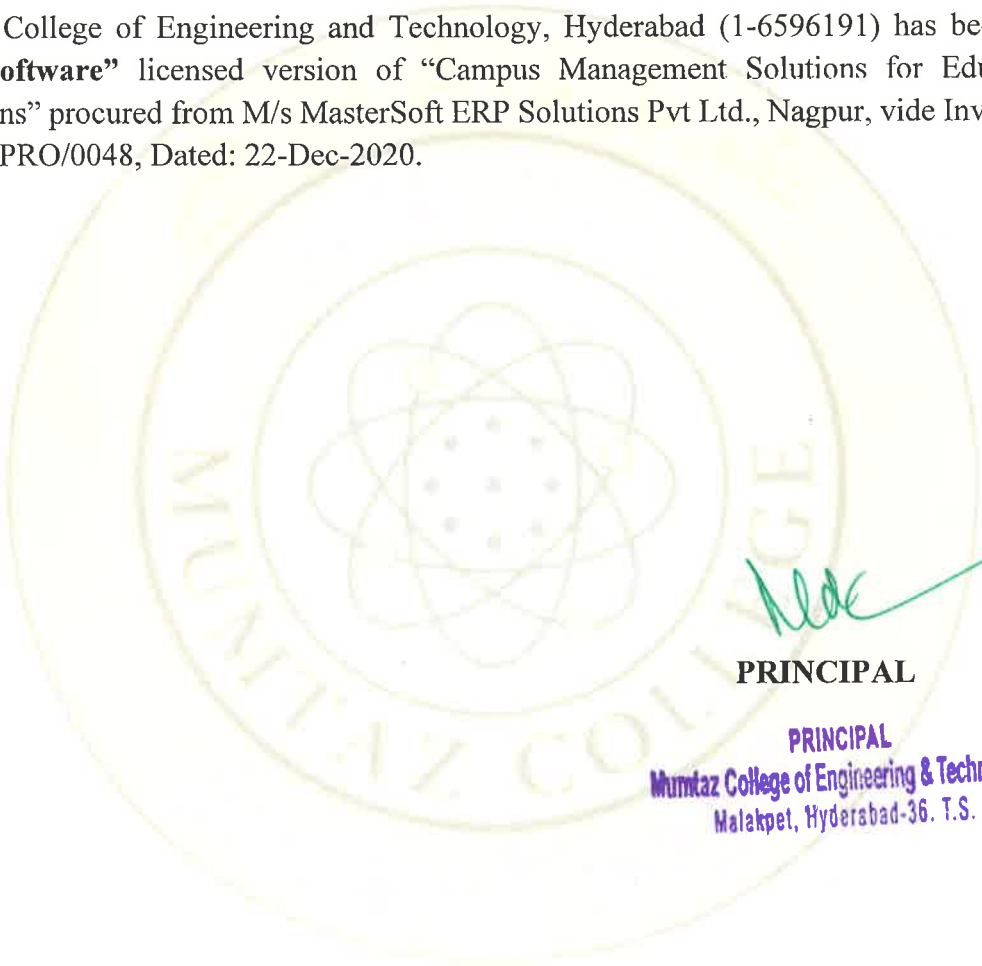 College of Engineering and Technology, Hyderabad (1-6596191) has be
oftware” licensed version of “Campus Management Solutions for Edu
ns” procured from M/s MasterSoft ERP Solutions Pvt Ltd., Nagpur, vide Inv
PRO/0048, Dated: 22-Dec-2020.
MUMTAZ COLLEGE
PRINCIPAL
PRINCIPAL
Mumtaz College of Engineering & Techn
Malakpet, Hyderabad-36. T.S.